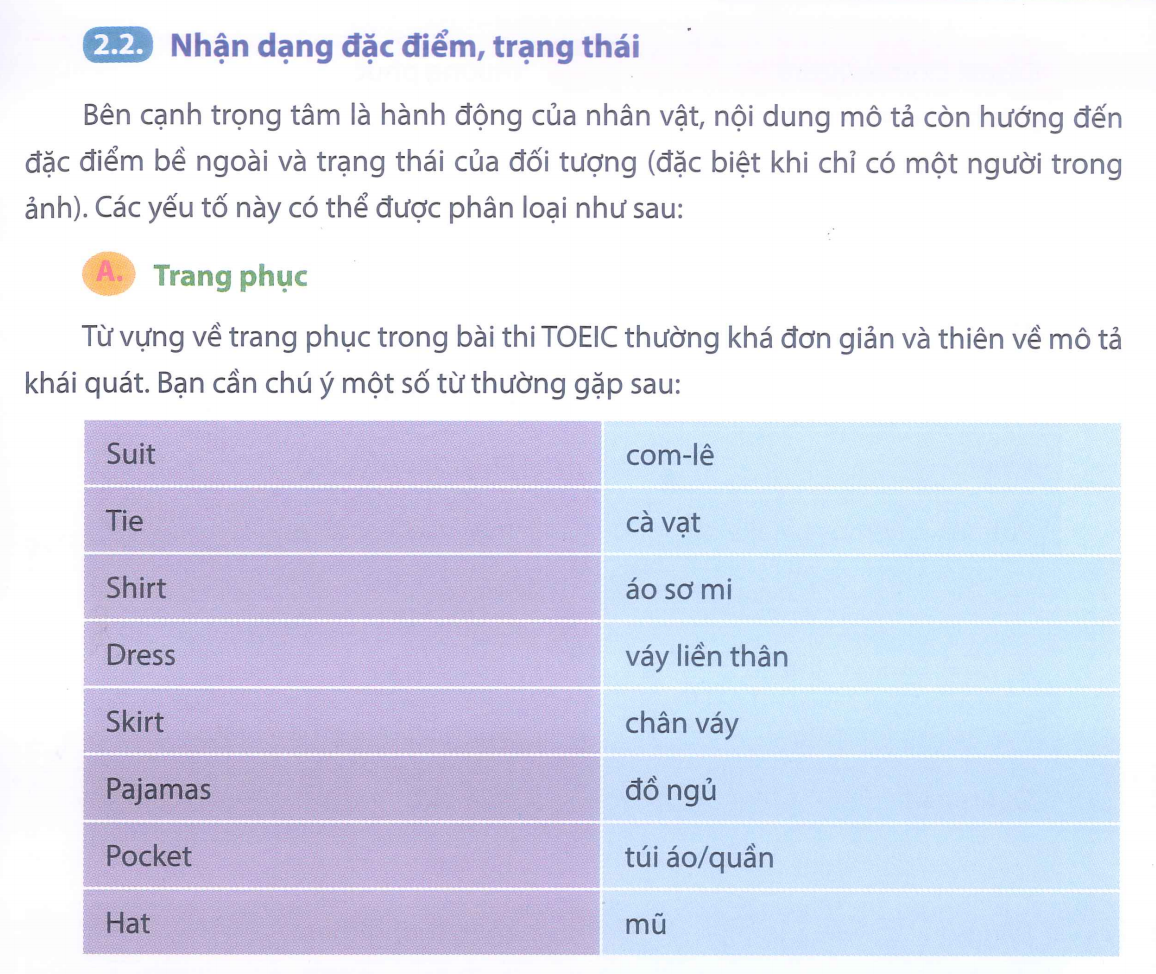 2.2. Nhận dạng đặc điểm, trạng thái
Bên cạnh trọng tâm là hành động của nhân vật, nội dung mô tả còn hướng đến
đặc điểm bề ngoài và trạng thái của đối tượng (đặc biệt khi chỉ có một người trong
ảnh). Các yếu tố này có thể được phân loại như sau:
A. Trang phục
Từ vựng về trang phục trong bài thi TOEIC thường khá đơn giản và thiên về mô tả
khái quát. Bạn cần chú ý một số từ thường gặp sau:
Suit com-lê
Tie cà vạt
Shirt áo sơ mi
Dress váy liền thân
Skirt chân váy
Pajamas đồ ngủ
Pocket túi áo/quần
Hat mũ